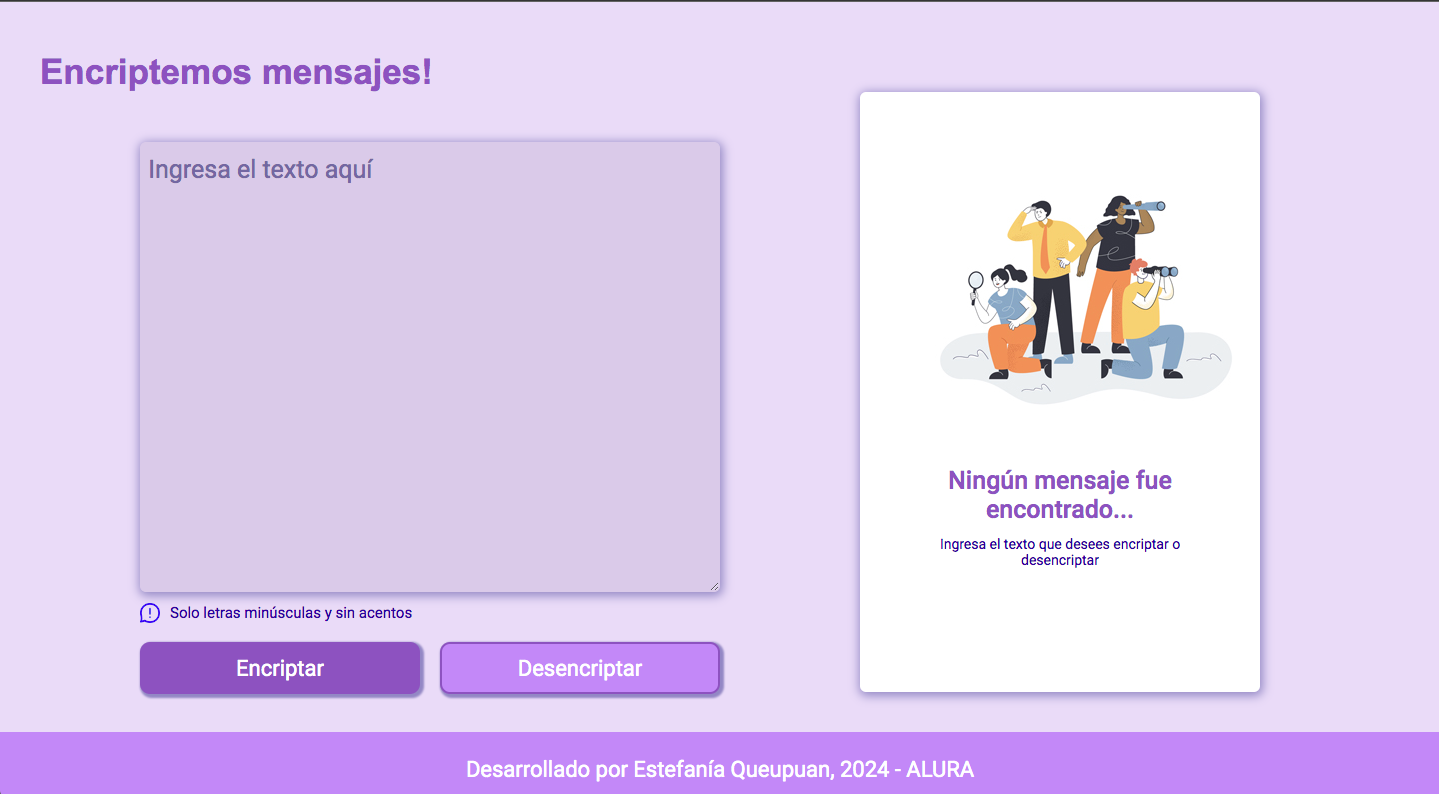 Encriptemos mensajes!
Ingresa el texto aquí
Solo letras minúsculas y sin acentos
Encriptar
Desencriptar
Ningún mensaje fue
encontrado...
Ingresa el texto que desees encriptar o
desencriptar
Desarrollado por Estefanía Queupuan, 2024 - ALURA